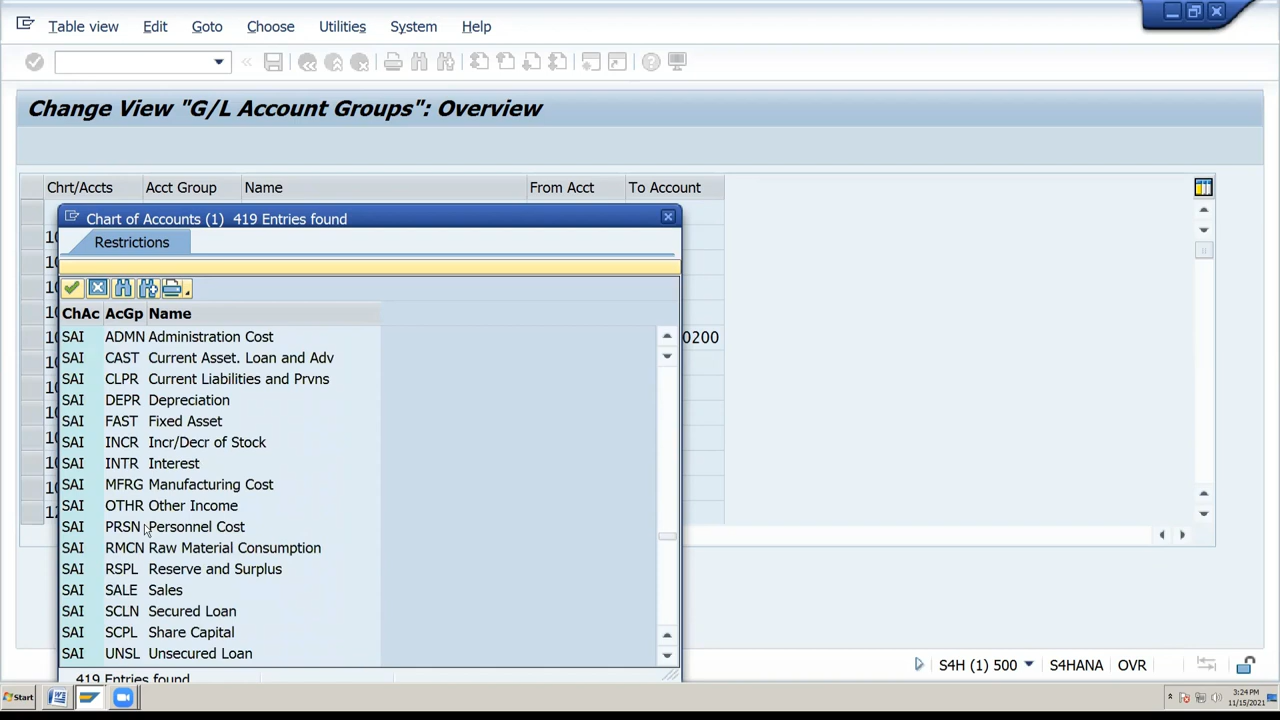 Table view Edit Goto Choose Utilities System Help
Change View "G/L Account Groups": Overview
Chrt/Accts Acct Group Name From Acct To Account
Chart of Accounts (1) 419 Entries found
Restrictions
ChAc AcGp Name
SAI ADMN Administration Cost
0200
SAI CAST Current Asset. Loan and Adv
SAI CLPR Current Liabilities and Prvns
SAI DEPR Depreciation
SAI FAST Fixed Asset
SAI INCR Incr/Decr of Stock
SAI INTR Interest
SAI MFRG Manufacturing Cost
SAI OTHR Other Income
SAI PRSN Personnel Cost
SAI RMCN Raw Material Consumption
SAI RSPL Reserve and Surplus
SAI SALE Sales
SAI SCLN Secured Loan
SAI SCPL Share Capital
SAI UNSL Unsecured Loan
419 Entries found
S4H (1) 500 S4HANA OVR
Start
3:24 PM
11/15/2021